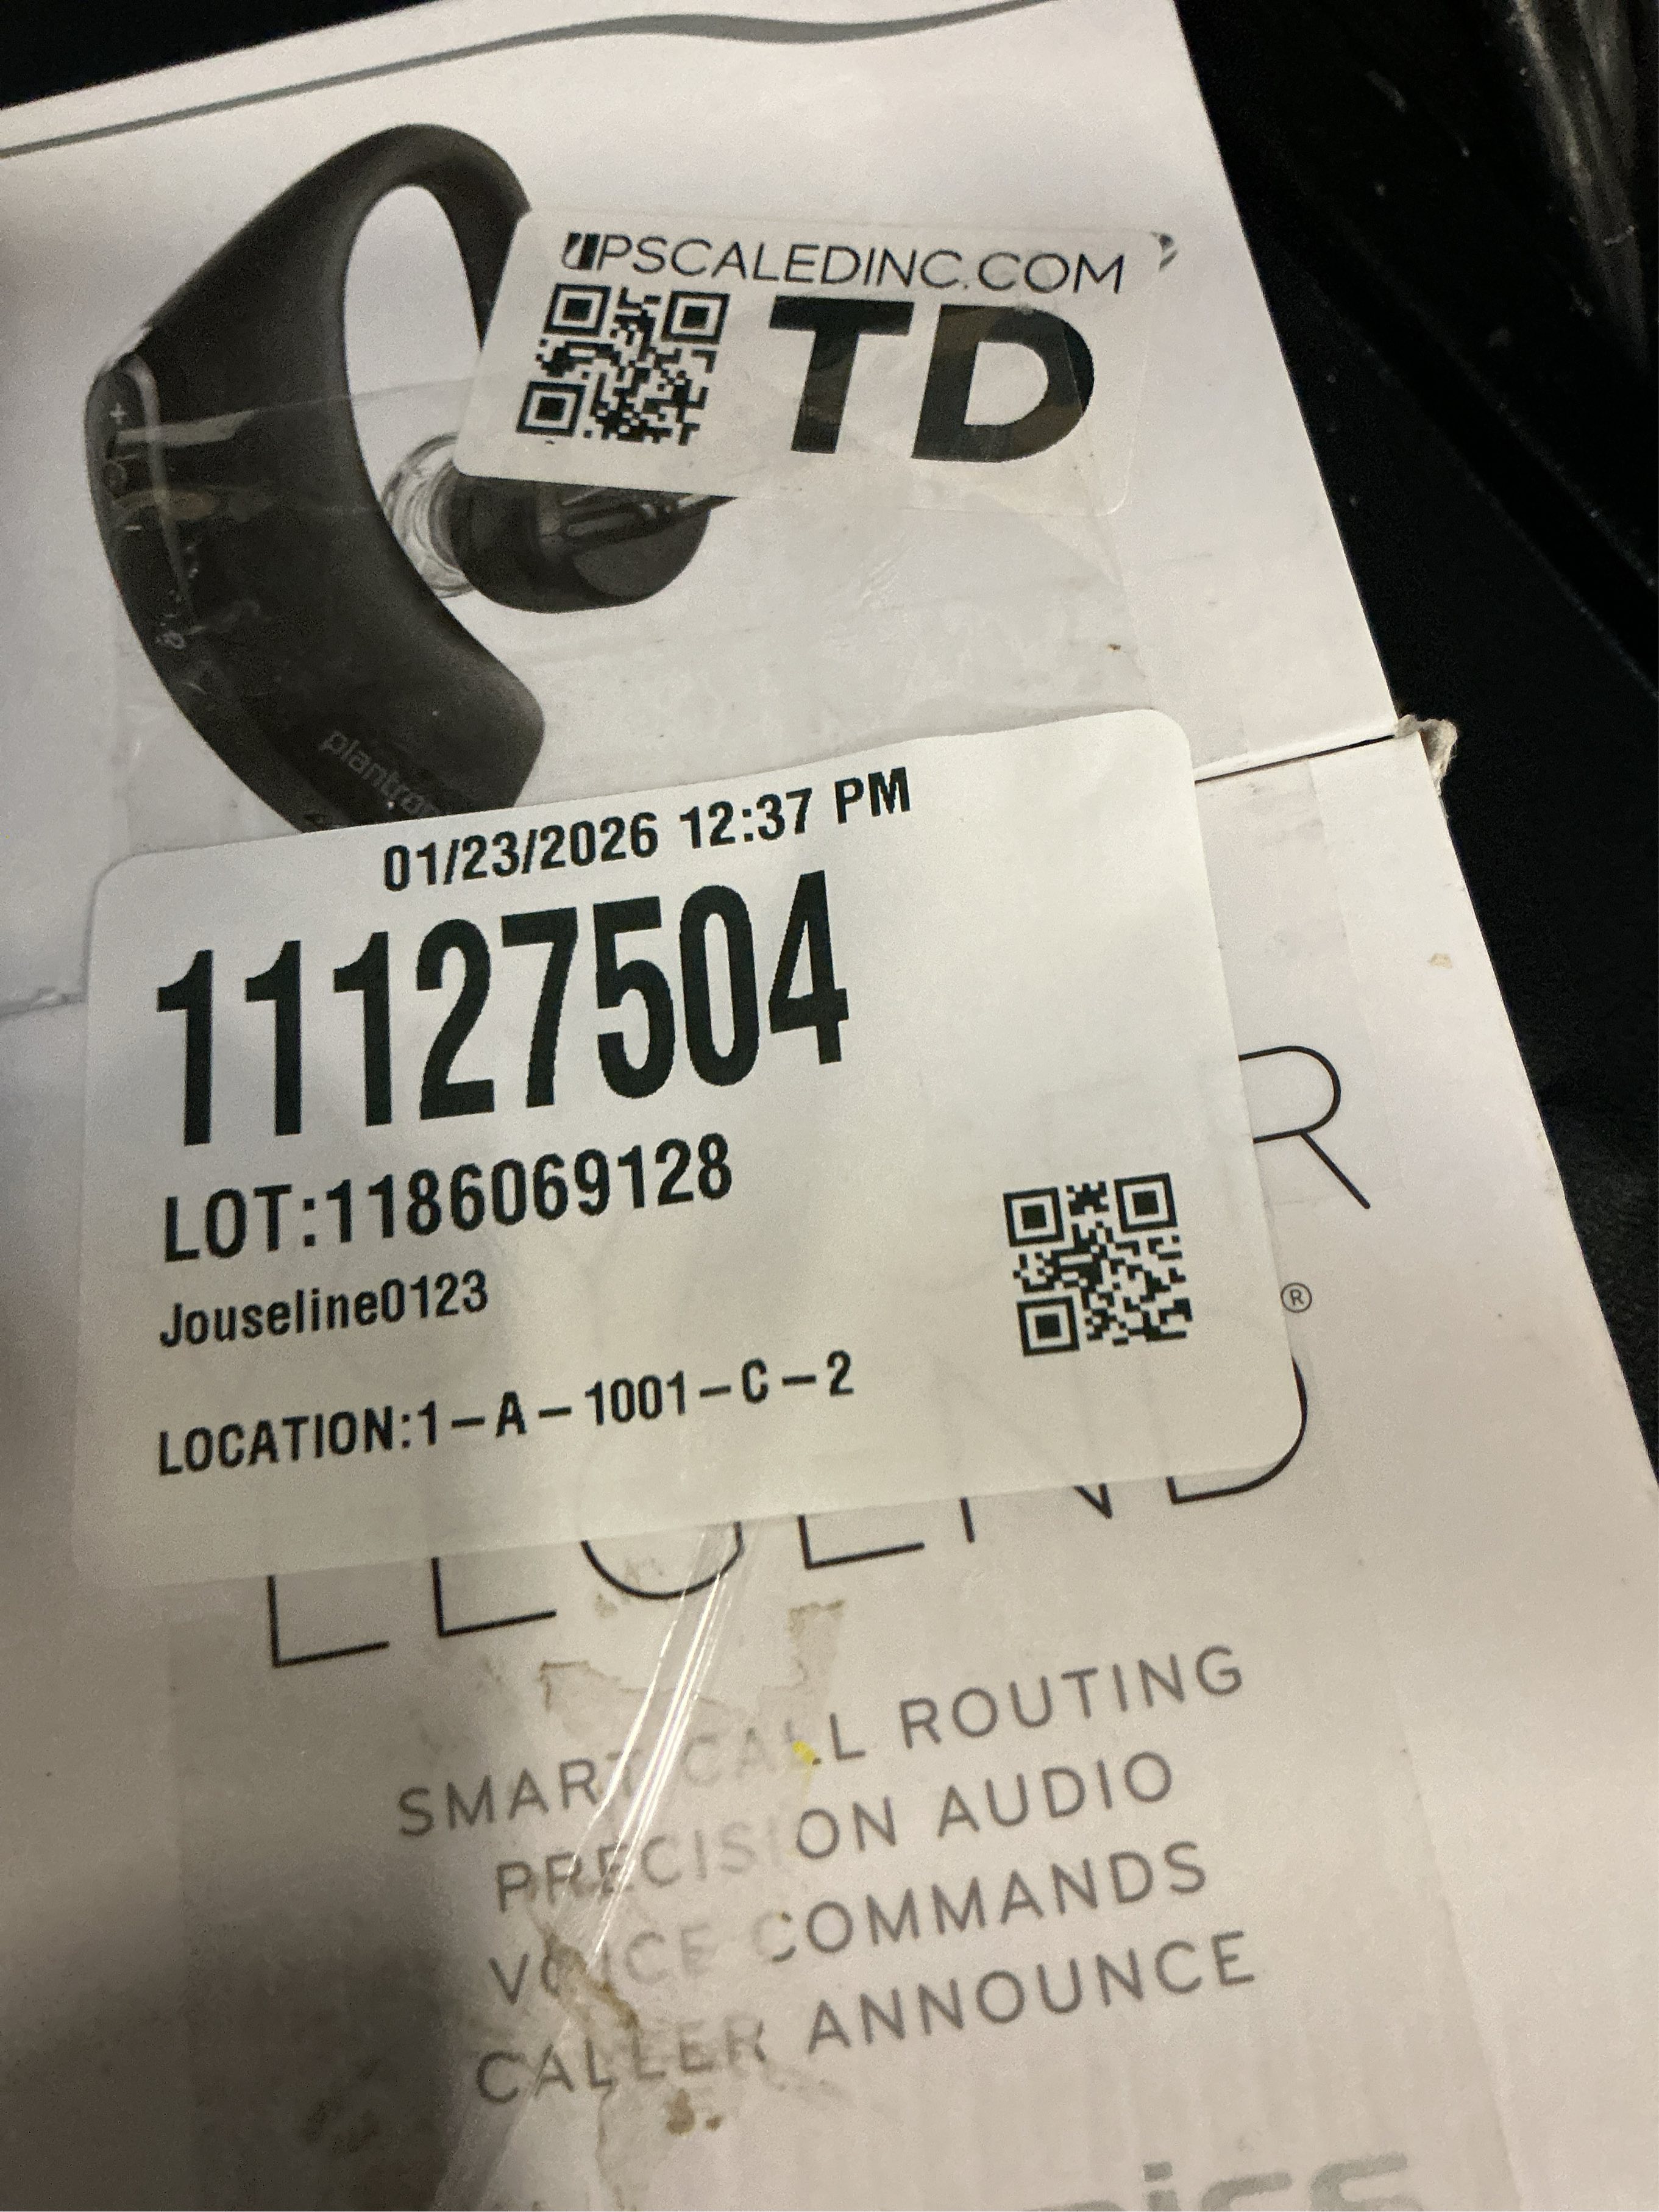 UPSCALEDINC.COM
TD
01/23/2026 12:37 PM
11127504
LOT:1186069128
Jouseline0123
LOCATION:1-A-1001-C-2
R
®
LEGEND
SMART CALL ROUTING
PRECISION AUDIO
VOICE COMMANDS
CALLER ANNOUNCE